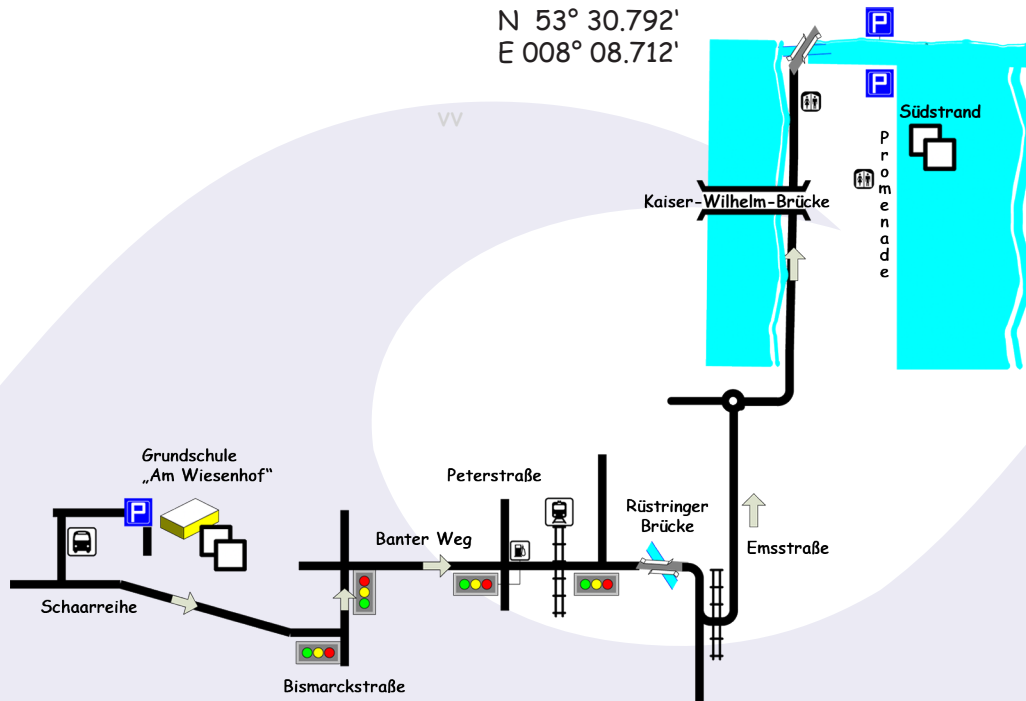 N 53° 30.792'
E 008° 08.712'
P
P
vv
Südstrand
Promenade
Kaiser-Wilhelm-Brücke
Grundschule
„Am Wiesenhof“
P
Peterstraße
Rüstringer
Brücke
Banter Weg
Emsstraße
Schaarreihe
Bismarckstraße